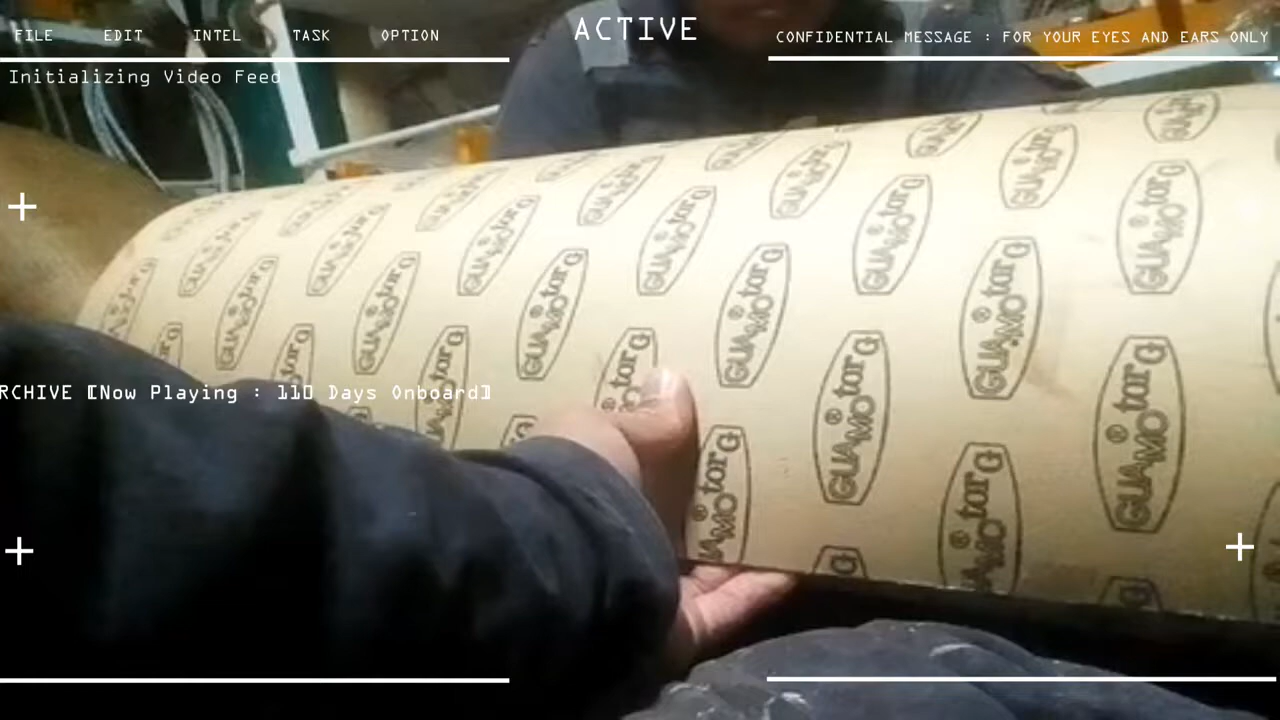 FILE EDIT INTEL TASK OPTION
ACTIVE
CONFIDENTIAL MESSAGE : FOR YOUR EYES AND EARS ONLY
Initializing Video Feed
RCHIVE [Now Playing : 110 Days Onboard]
GUAMOtorG®